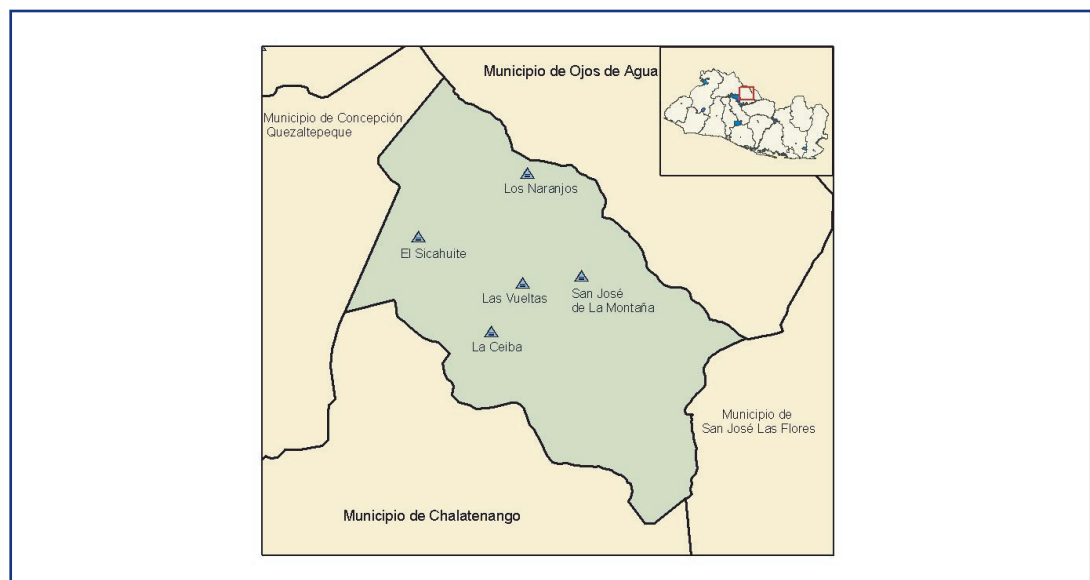 Municipio de Ojos de Agua
Municipio de Concepción
Quezaltepeque
Los Naranjos
El Sicahuite
Las Vueltas
San José
de La Montaña
La Ceiba
Municipio de
San José Las Flores
Municipio de Chalatenango